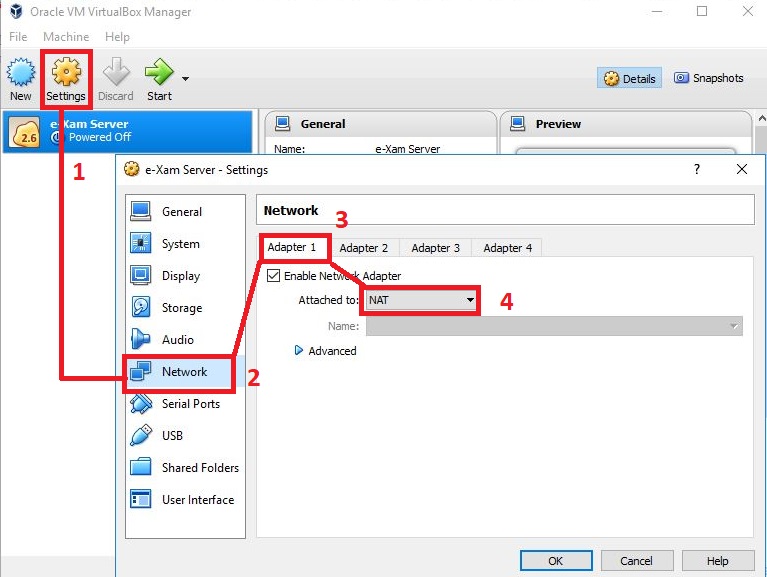 Oracle VM VirtualBox Manager
File Machine Help
New Settings Discard Start Details Snapshots
2.6 e-Xam Server
Powered Off
General Preview
Name: e-Xam Server
1
e-Xam Server - Settings ?
General
System
Display
Storage
Audio
Network
Serial Ports
USB
Shared Folders
User Interface
2
Network
3
Adapter 1 Adapter 2 Adapter 3 Adapter 4
Enable Network Adapter
Attached to: NAT 4
Name:
Advanced
OK Cancel Help